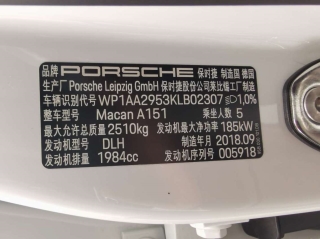 品牌 PORSCHE 保时捷 制造国 德国
生产厂 Porsche Leipzig GmbH 保时捷股份公司莱比锡工厂制造
车辆识别代号 WP1AA2953KLB02307 1,0%
整车型号 Macan A151 乘坐人数 5
最大允许总质量 2510kg 发动机最大净功率 185kW
发动机型号 DLH 制造年月 2018.09
发动机排量 1984cc 发动机序列号 005918